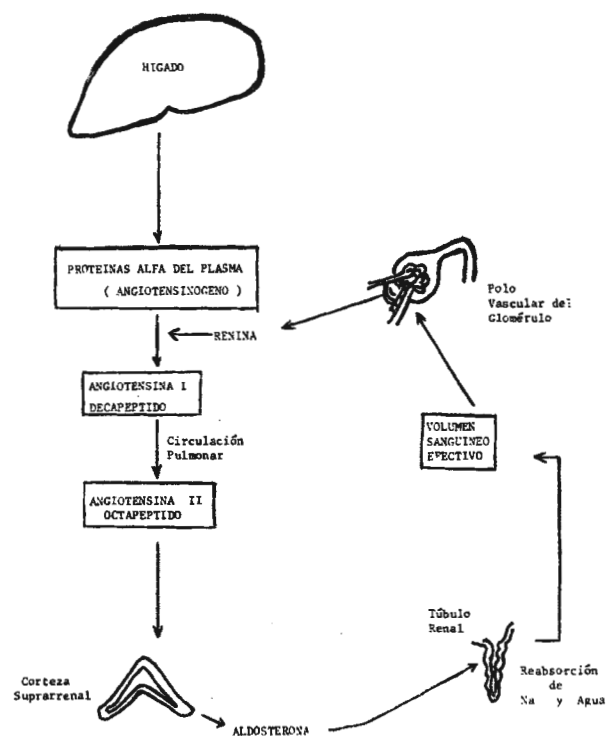 HIGADO
PROTEINAS ALFA DEL PLASMA
( ANGIOTENSINOGENO )
RENINA
ANGIOTENSINA I
DECAPEPTIDO
Circulación
Pulmonar
ANGIOTENSINA II
OCTAPEPTIDO
Corteza
Suprarrenal
ALDOSTERONA
Túbulo
Renal
Reabsorción
de
Na y Agua
VOLUMEN
SANGUINEO
EFECTIVO
Polo
Vascular del
Glomérulo